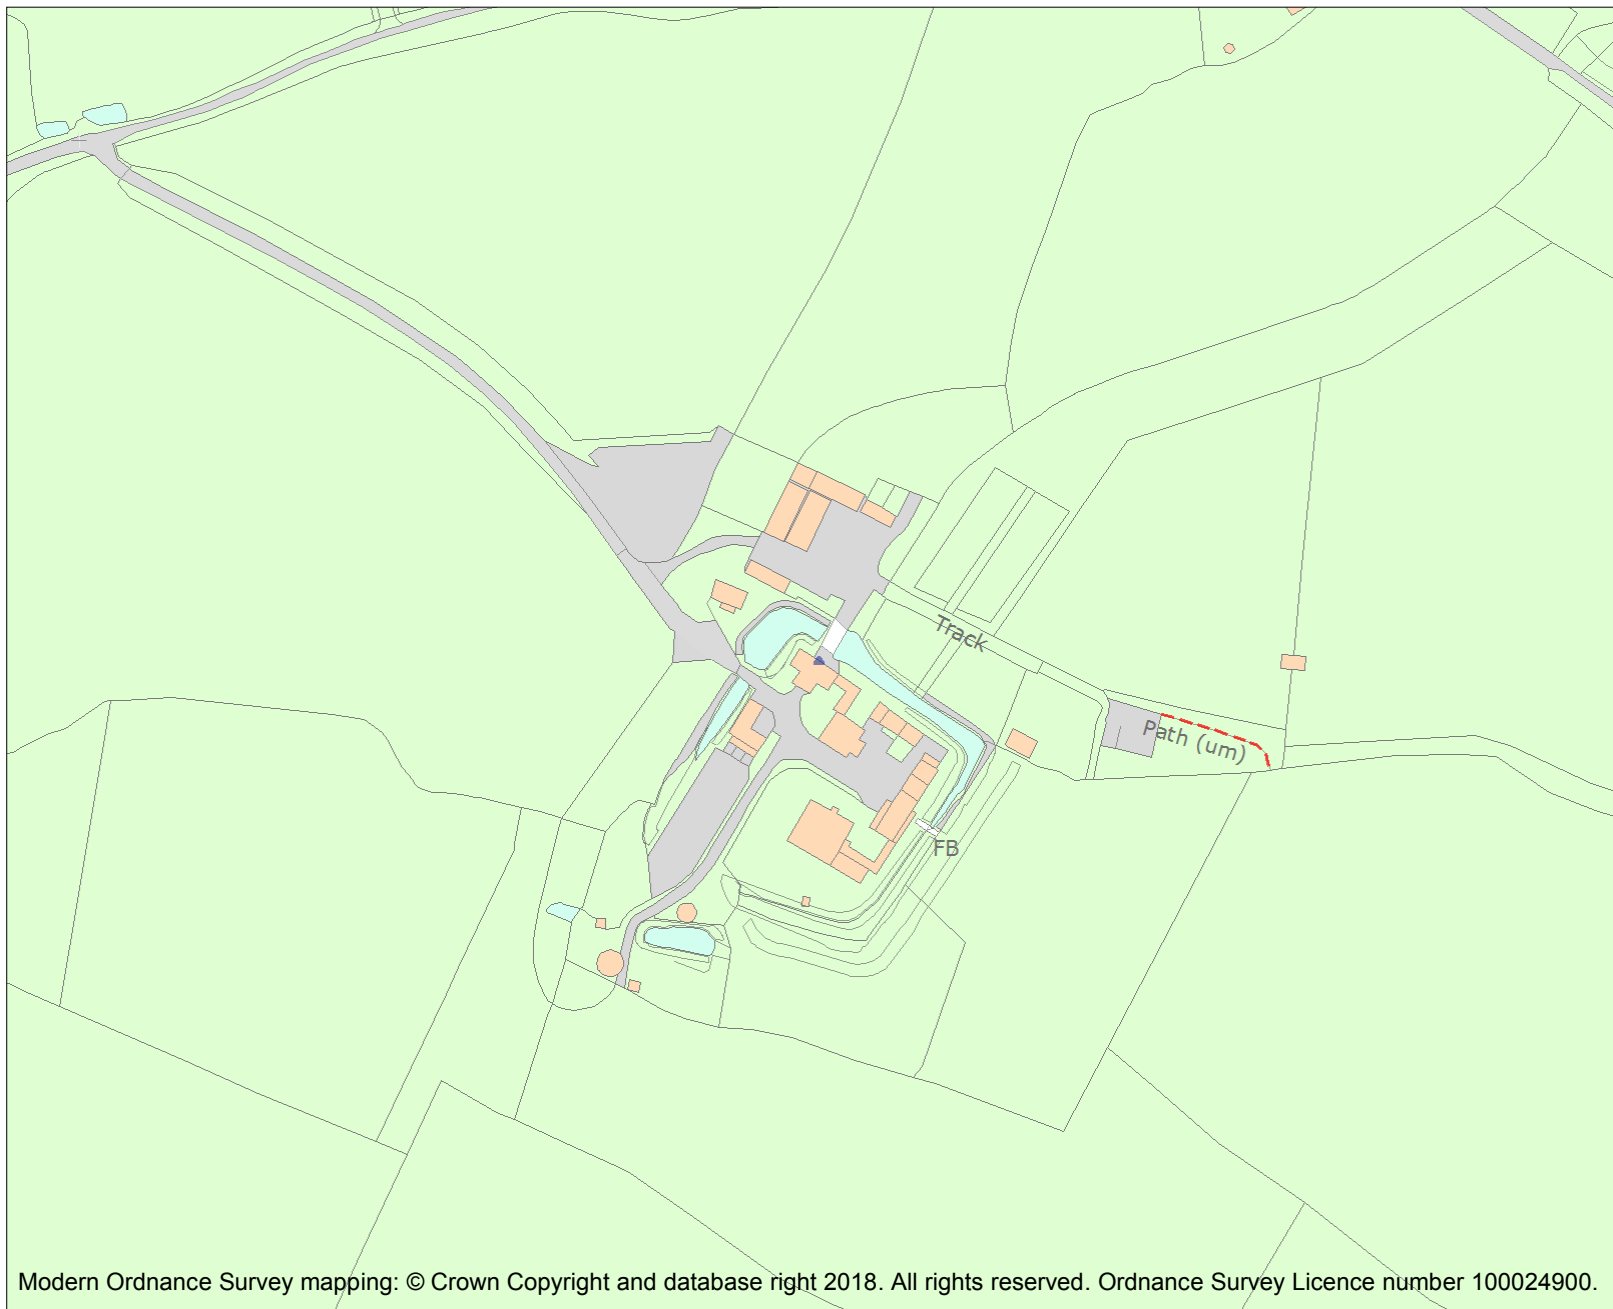 Track
Path (um)
FB
Modern Ordnance Survey mapping: © Crown Copyright and database right 2018. All rights reserved. Ordnance Survey Licence number 100024900.